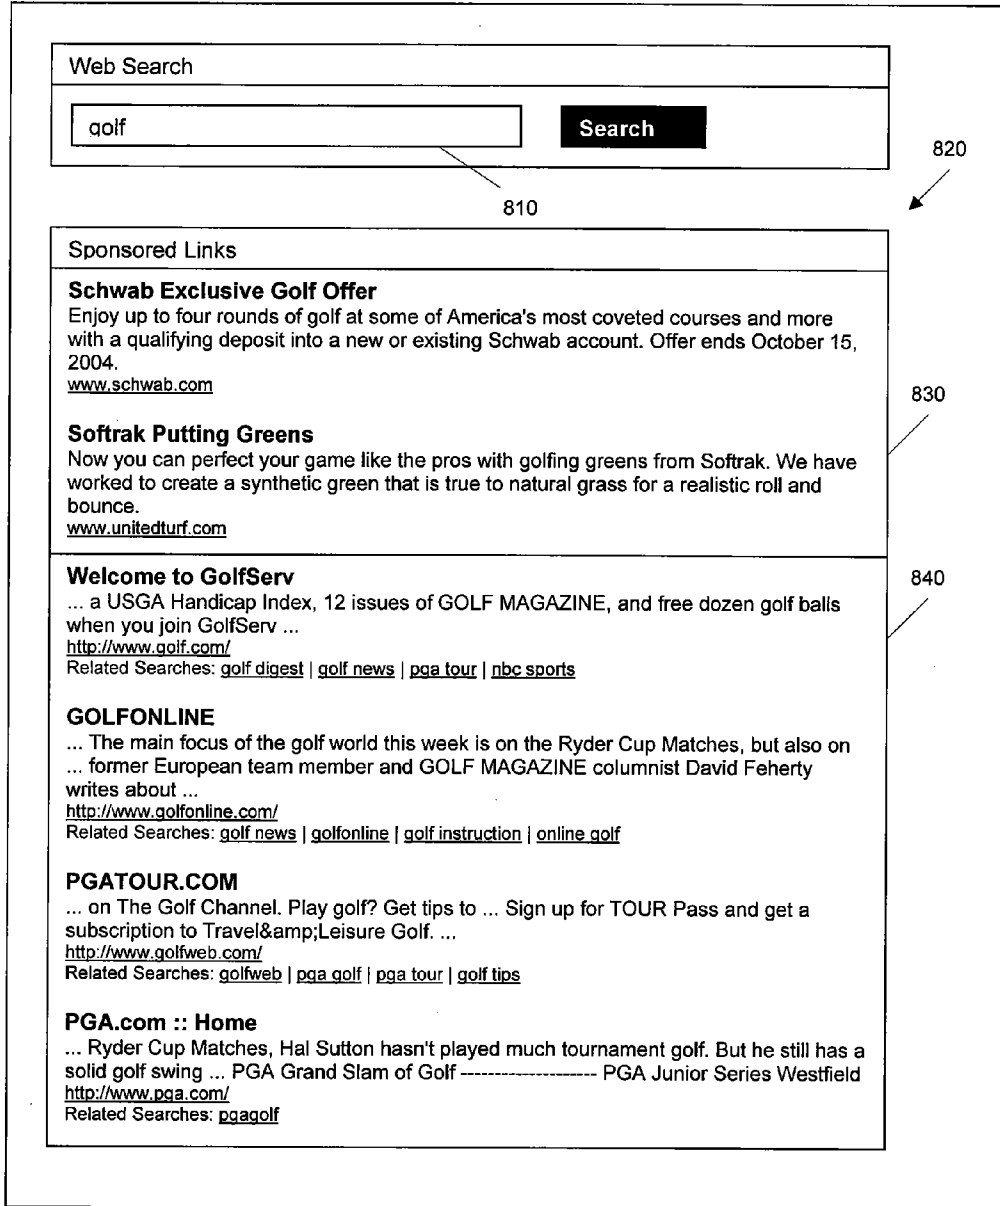 Web Search
golf
Search
820
810
Sponsored Links
Schwab Exclusive Golf Offer
Enjoy up to four rounds of golf at some of America's most coveted courses and more
with a qualifying deposit into a new or existing Schwab account. Offer ends October 15,
2004.
www.schwab.com
830
Softrak Putting Greens
Now you can perfect your game like the pros with golfing greens from Softrak. We have
worked to create a synthetic green that is true to natural grass for a realistic roll and
bounce.
www.unitedturf.com
Welcome to GolfServ
840
... a USGA Handicap Index, 12 issues of GOLF MAGAZINE, and free dozen golf balls
when you join GolfServ ...
http://www.golf.com/
Related Searches: golf digest | golf news | pga tour | nbc sports
GOLFONLINE
... The main focus of the golf world this week is on the Ryder Cup Matches, but also on
... former European team member and GOLF MAGAZINE columnist David Feherty
writes about ...
http://www.golfonline.com/
Related Searches: golf news | golfonline | golf instruction | online golf
PGATOUR.COM
... on The Golf Channel. Play golf? Get tips to ... Sign up for TOUR Pass and get a
subscription to Travel&amp;Leisure Golf. ...
http://www.golfweb.com/
Related Searches: golfweb | pga golf | pga tour | golf tips
PGA.com :: Home
... Ryder Cup Matches, Hal Sutton hasn't played much tournament golf. But he still has a
solid golf swing ... PGA Grand Slam of Golf -------------------- PGA Junior Series Westfield
http://www.pga.com/
Related Searches: pgagolf